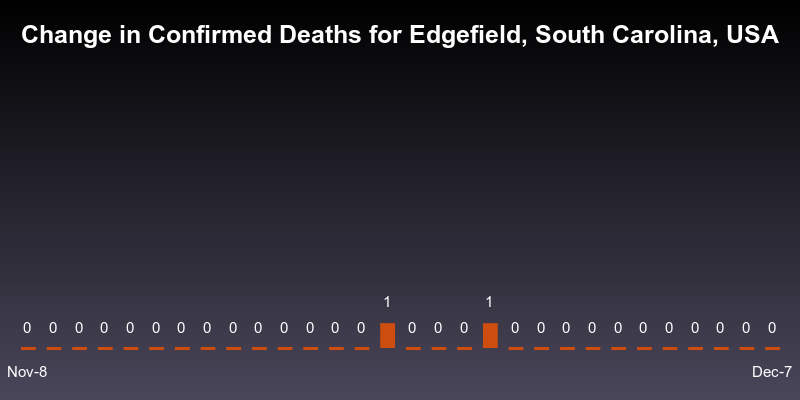 Change in Confirmed Deaths for Edgefield, South Carolina, USA
1 1
0 0 0 0 0 0 0 0 0 0 0 0 0 0 0 0 0 0 0 0 0 0 0 0 0 0 0 0
Nov-8 Dec-7